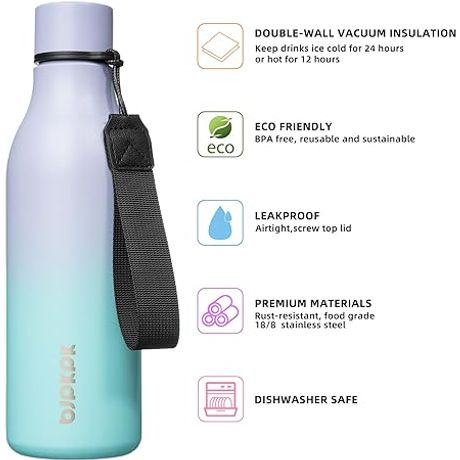 DOUBLE-WALL VACUUM INSULATION
Keep drinks ice cold for 24 hours
or hot for 12 hours
eco
ECO FRIENDLY
BPA free, reusable and sustainable
LEAKPROOF
Airtight,screw top lid
PREMIUM MATERIALS
Rust-resistant, food grade
18/8 stainless steel
DISHWASHER SAFE
BJPKPK